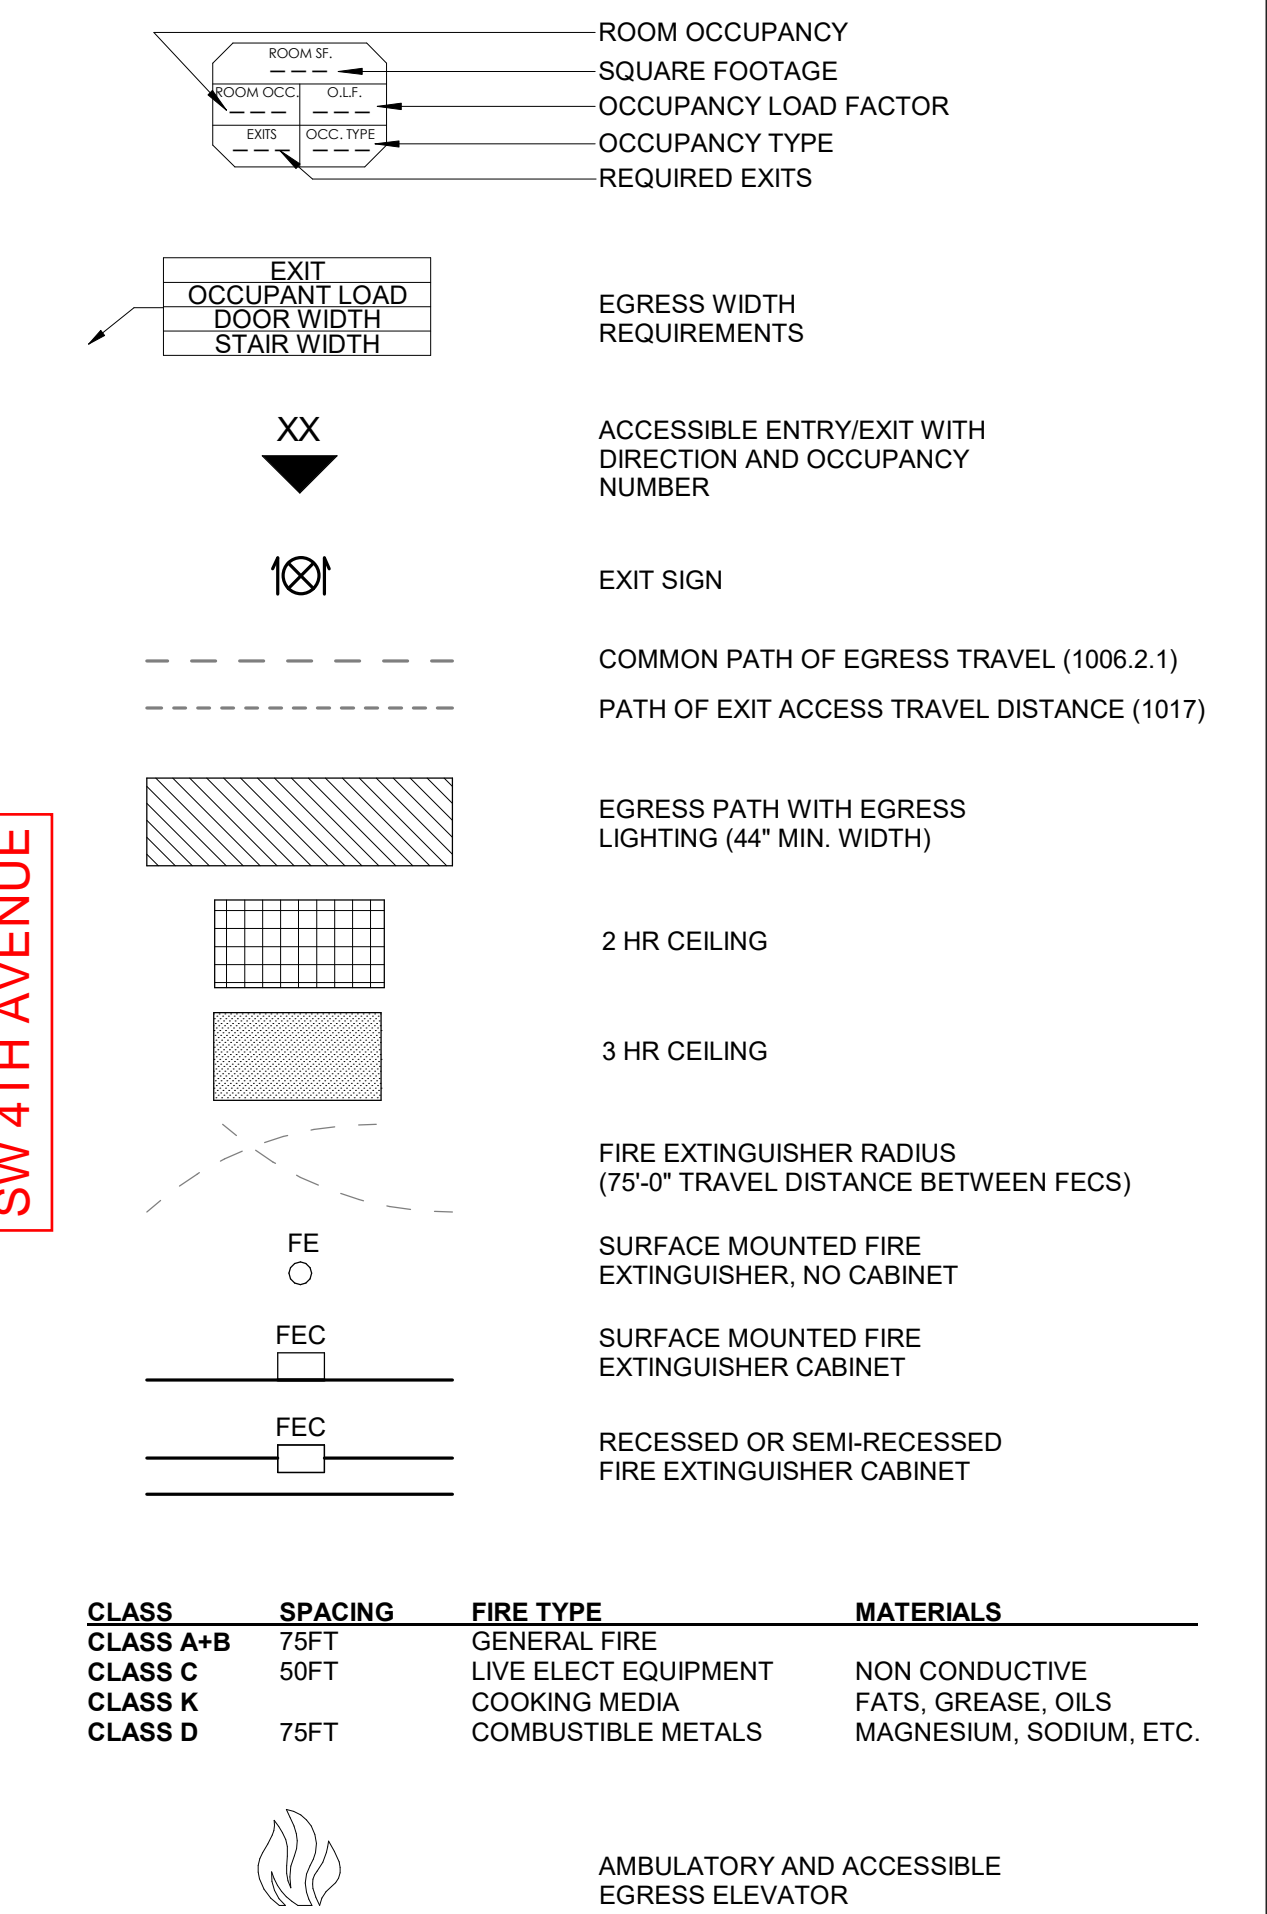 ROOM OCCUPANCY
ROOM SF.
SQUARE FOOTAGE
ROOM OCC. O.L.F.
OCCUPANCY LOAD FACTOR
EXITS OCC. TYPE
OCCUPANCY TYPE
REQUIRED EXITS
EXIT
OCCUPANT LOAD
DOOR WIDTH
STAIR WIDTH
EGRESS WIDTH
REQUIREMENTS
XX
ACCESSIBLE ENTRY/EXIT WITH
DIRECTION AND OCCUPANCY
NUMBER
EXIT SIGN
COMMON PATH OF EGRESS TRAVEL (1006.2.1)
PATH OF EXIT ACCESS TRAVEL DISTANCE (1017)
EGRESS PATH WITH EGRESS
LIGHTING (44" MIN. WIDTH)
SW 4TH AVENUE
2 HR CEILING
3 HR CEILING
FIRE EXTINGUISHER RADIUS
(75'-0" TRAVEL DISTANCE BETWEEN FECS)
FE
SURFACE MOUNTED FIRE
EXTINGUISHER, NO CABINET
FEC
SURFACE MOUNTED FIRE
EXTINGUISHER CABINET
FEC
RECESSED OR SEMI-RECESSED
FIRE EXTINGUISHER CABINET
CLASS SPACING FIRE TYPE MATERIALS
CLASS A+B 75FT GENERAL FIRE
CLASS C 50FT LIVE ELECT EQUIPMENT NON CONDUCTIVE
CLASS K COOKING MEDIA FATS, GREASE, OILS
CLASS D 75FT COMBUSTIBLE METALS MAGNESIUM, SODIUM, ETC.
AMBULATORY AND ACCESSIBLE
EGRESS ELEVATOR